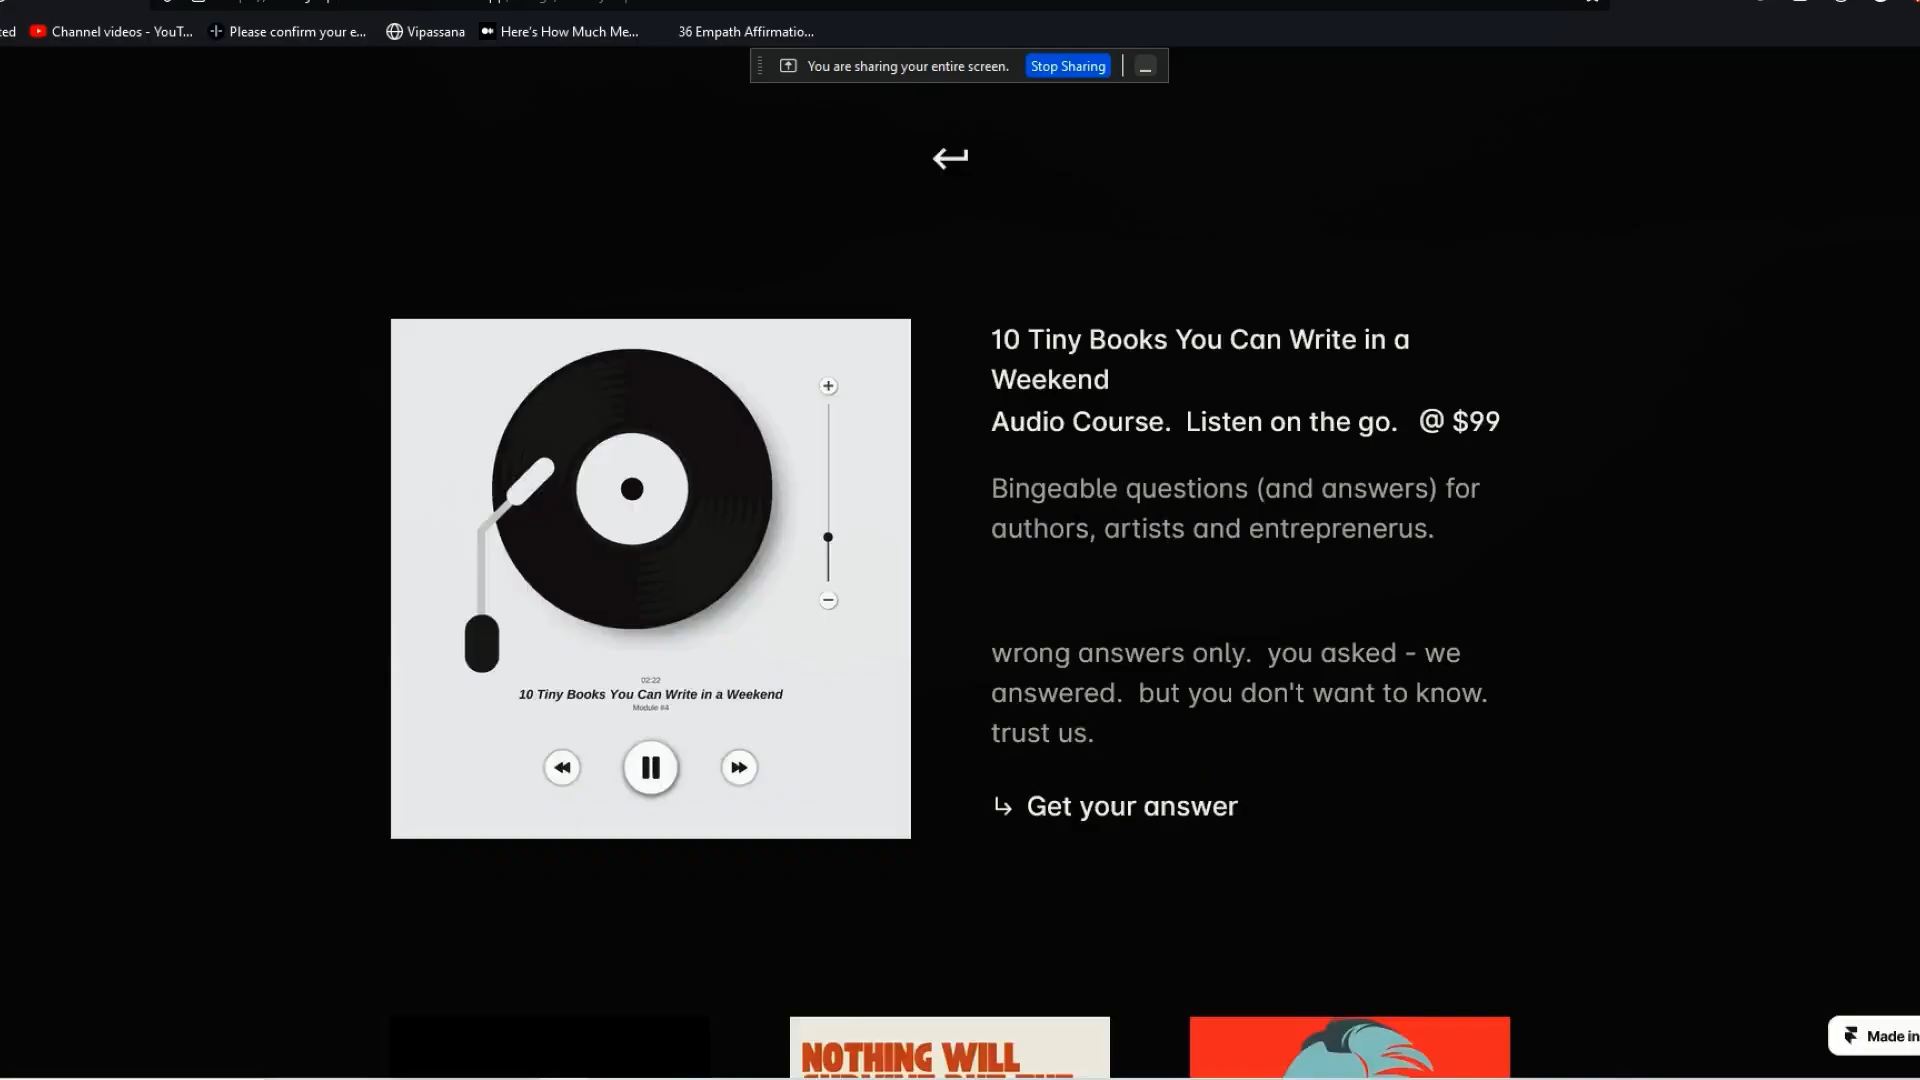 Channel videos - YouT...
Please confirm your e...
Vipassana
Here's How Much Me...
36 Empath Affirmatio...
You are sharing your entire screen.
Stop Sharing
10 Tiny Books You Can Write in a
Weekend
Audio Course.  Listen on the go.   @ $99
Bingeable questions (and answers) for
authors, artists and entreprenerus.
wrong answers only.  you asked - we
answered.  but you don't want to know.
trust us.
Get your answer
02:22
10 Tiny Books You Can Write in a Weekend
Module #4
NOTHING WILL
Made in